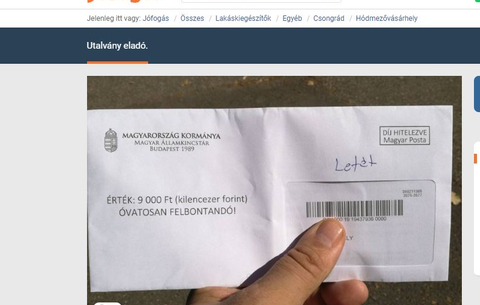 Jelenleg itt vagy: Jófogás / Összes / Lakáskiegészítők / Egyéb / Csongrád / Hódmezővásárhely
Utalvány eladó.
MAGYARORSZÁG KORMÁNYA
MAGYAR ÁLLAMKINCSTÁR
BUDAPEST 1989
DÍJ HITELEZVE
Magyar Posta
Letét
ÉRTÉK: 9 000 Ft (kilencezer forint)
ÓVATOSAN FELBONTANDÓ!